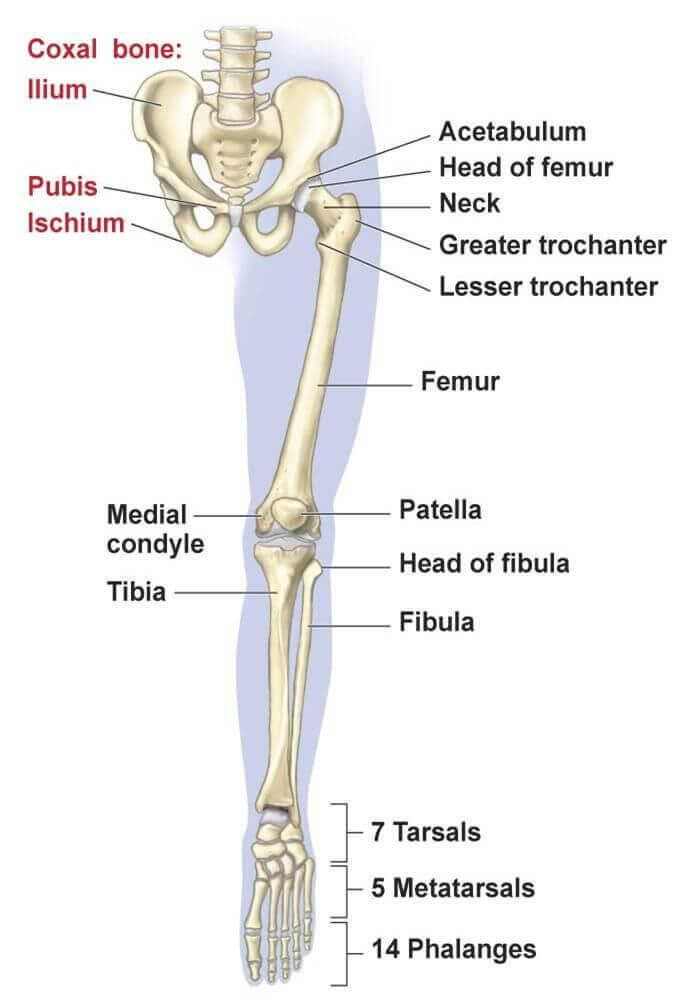 Coxal bone:
Ilium
Pubis
Ischium
Acetabulum
Head of femur
Neck
Greater trochanter
Lesser trochanter
Femur
Medial
condyle
Patella
Head of fibula
Tibia
Fibula
7 Tarsals
5 Metatarsals
14 Phalanges